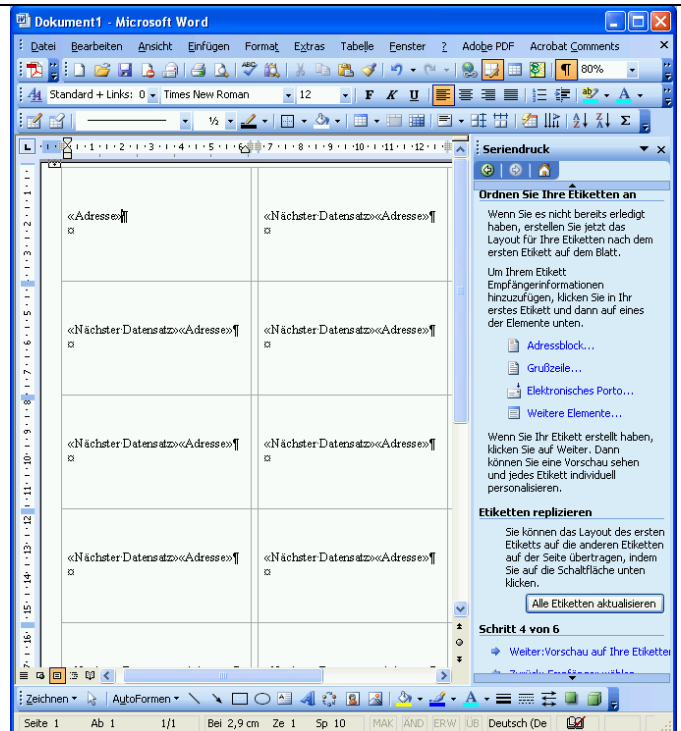 Dokument1 - Microsoft Word
Datei Bearbeiten Ansicht Einfügen Format Extras Tabelle Fenster ? Adobe PDF Acrobat Comments
80%
Standard + Links: 0 Times New Roman 12 F K U
½
Seriendruck
Ordnen Sie Ihre Etiketten an
Wenn Sie es nicht bereits erledigt
haben, erstellen Sie jetzt das
Layout für Ihre Etiketten nach dem
ersten Etikett auf dem Blatt.
Um Ihrem Etikett
Empfängerinformationen
hinzuzufügen, klicken Sie in Ihr
erstes Etikett und dann auf eines
der Elemente unten.
Adressblock...
Grußzeile...
Elektronisches Porto...
Weitere Elemente...
Wenn Sie Ihr Etikett erstellt haben,
klicken Sie auf Weiter. Dann
können Sie eine Vorschau sehen
und jedes Etikett individuell
personalisieren.
Etiketten replizieren
Sie können das Layout des ersten
Etiketts auf die anderen Etiketten
auf der Seite übertragen, indem
Sie auf die Schaltfläche unten
klicken.
Alle Etiketten aktualisieren
Schritt 4 von 6
Weiter:Vorschau auf Ihre Etiketten
«Adresse»¶ «Nächster·Datensatz»«Adresse»¶
«Nächster·Datensatz»«Adresse»¶ «Nächster·Datensatz»«Adresse»¶
«Nächster·Datensatz»«Adresse»¶ «Nächster·Datensatz»«Adresse»¶
«Nächster·Datensatz»«Adresse»¶ «Nächster·Datensatz»«Adresse»¶
Zeichnen AutoFormen
Seite 1 Ab 1 1/1 Bei 2,9 cm Ze 1 Sp 10 MAK ÄND ERW ÜB Deutsch (De